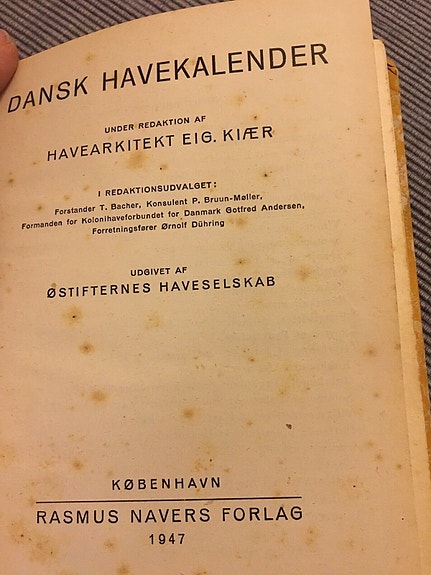 DANSK HAVEKALENDER
UNDER REDAKTION AF
HAVEARKITEKT EIG. KIÆR
I REDAKTIONSUDVALGET:
Forstander T. Bacher, Konsulent P. Bruun-Møller,
Formanden for Kolonihaveforbundet for Danmark Gotfred Andersen,
Forretningsfører Ørnolf Dühring
UDGIVET AF
ØSTIFTERNES HAVESELSKAB
KØBENHAVN
RASMUS NAVERS FORLAG
1947